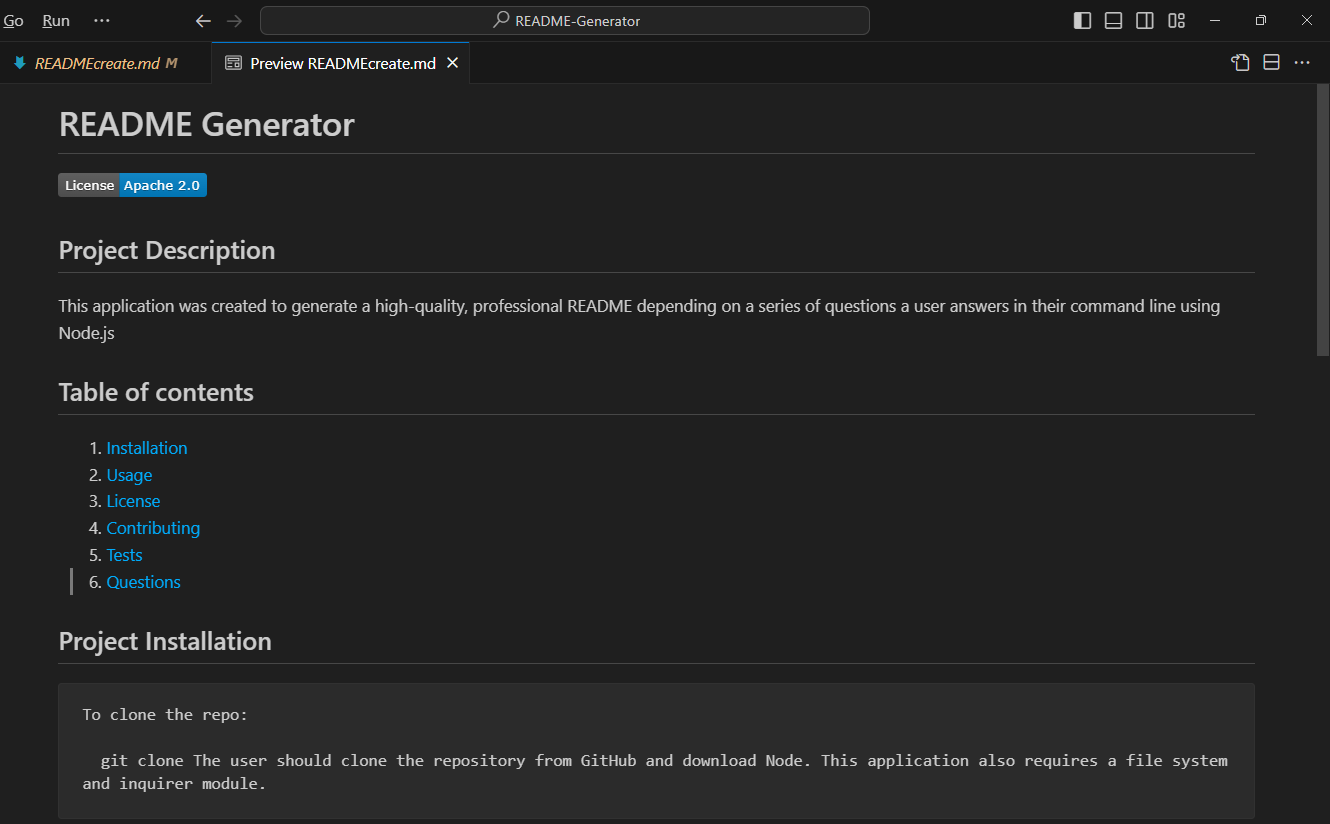 Go Run ···
README-Generator
READMEcreate.md M
Preview READMEcreate.md
README Generator
License Apache 2.0
Project Description
This application was created to generate a high-quality, professional README depending on a series of questions a user answers in their command line using
Node.js
Table of contents
1. Installation
2. Usage
3. License
4. Contributing
5. Tests
6. Questions
Project Installation
To clone the repo:
git clone The user should clone the repository from GitHub and download Node. This application also requires a file system
and inquirer module.